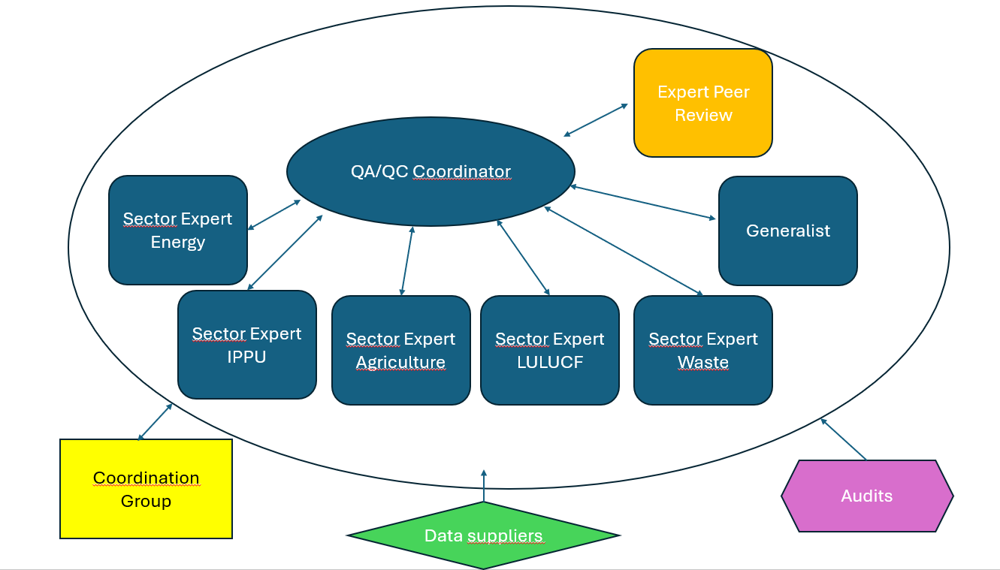 Expert Peer
Review
QA/QC Coordinator
Sector Expert
Energy
Generalist
Sector Expert
IPPU
Sector Expert
Agriculture
Sector Expert
LULUCF
Sector Expert
Waste
Coordination
Group
Data suppliers
Audits